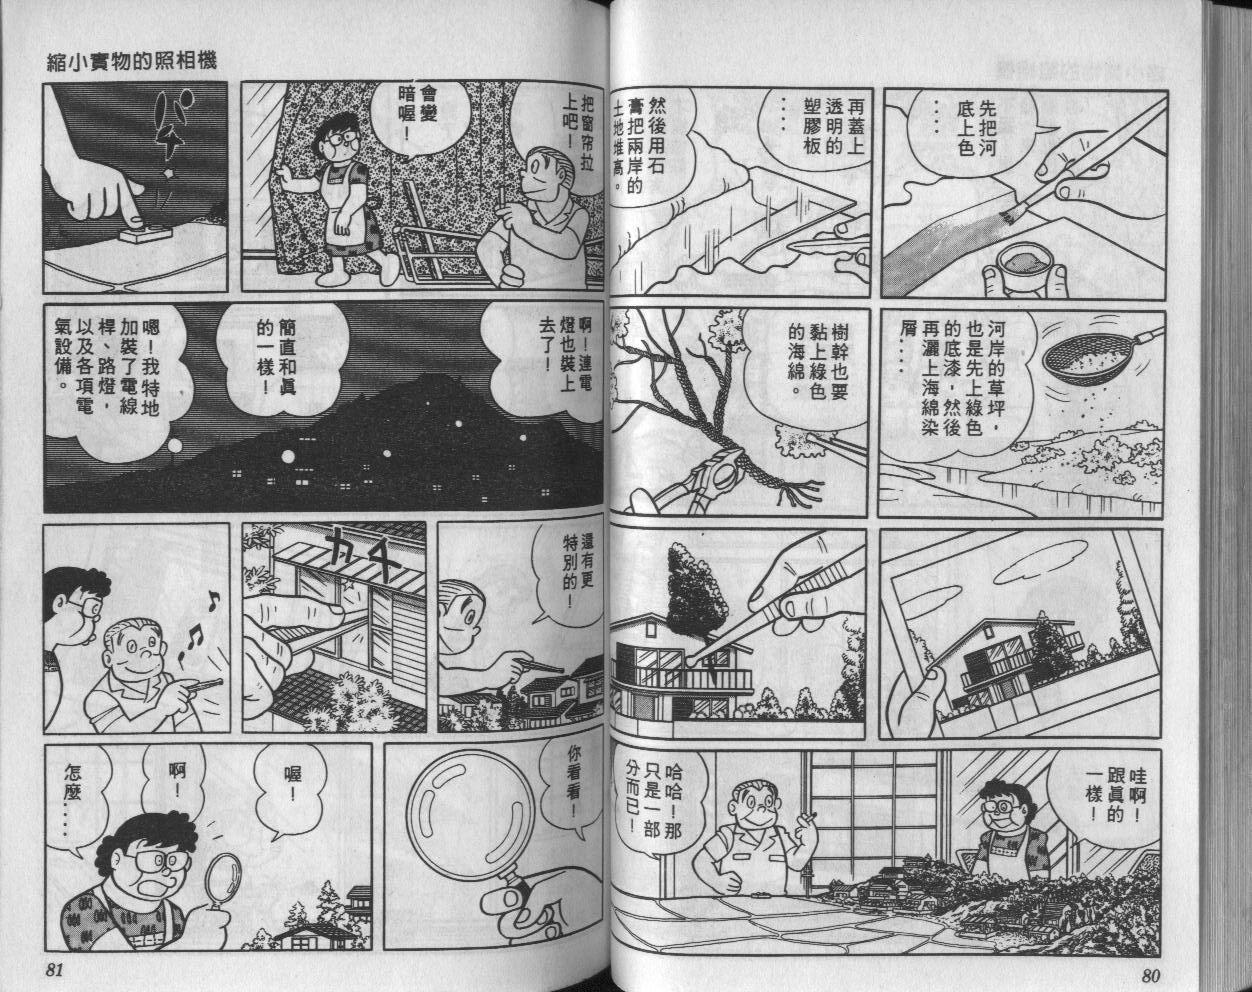 先把河
底上色
‥‥
再蓋上
透明的
塑膠板
‥‥
然後用石
膏把兩岸的
土地堆高。
河岸的草坪，
也是先上綠色
的底漆，然後
再灑上海綿染
屑‥‥
樹幹也要
黏上綠色
的海綿。
哇啊！
跟真的
一樣！
哈哈！那
只是一部
分而已！
80
縮小實物的照相機
把窗帘拉
上吧！
會變
暗喔！
パチ
啊！連電
燈也裝上
去了！
簡直和真
的一樣！
嗯！我特地
加裝了電線
桿、路燈，
以及各項電
氣設備。
還有更
特別的！
カイ
你看看！
喔！
啊！
怎麼‥‥
81